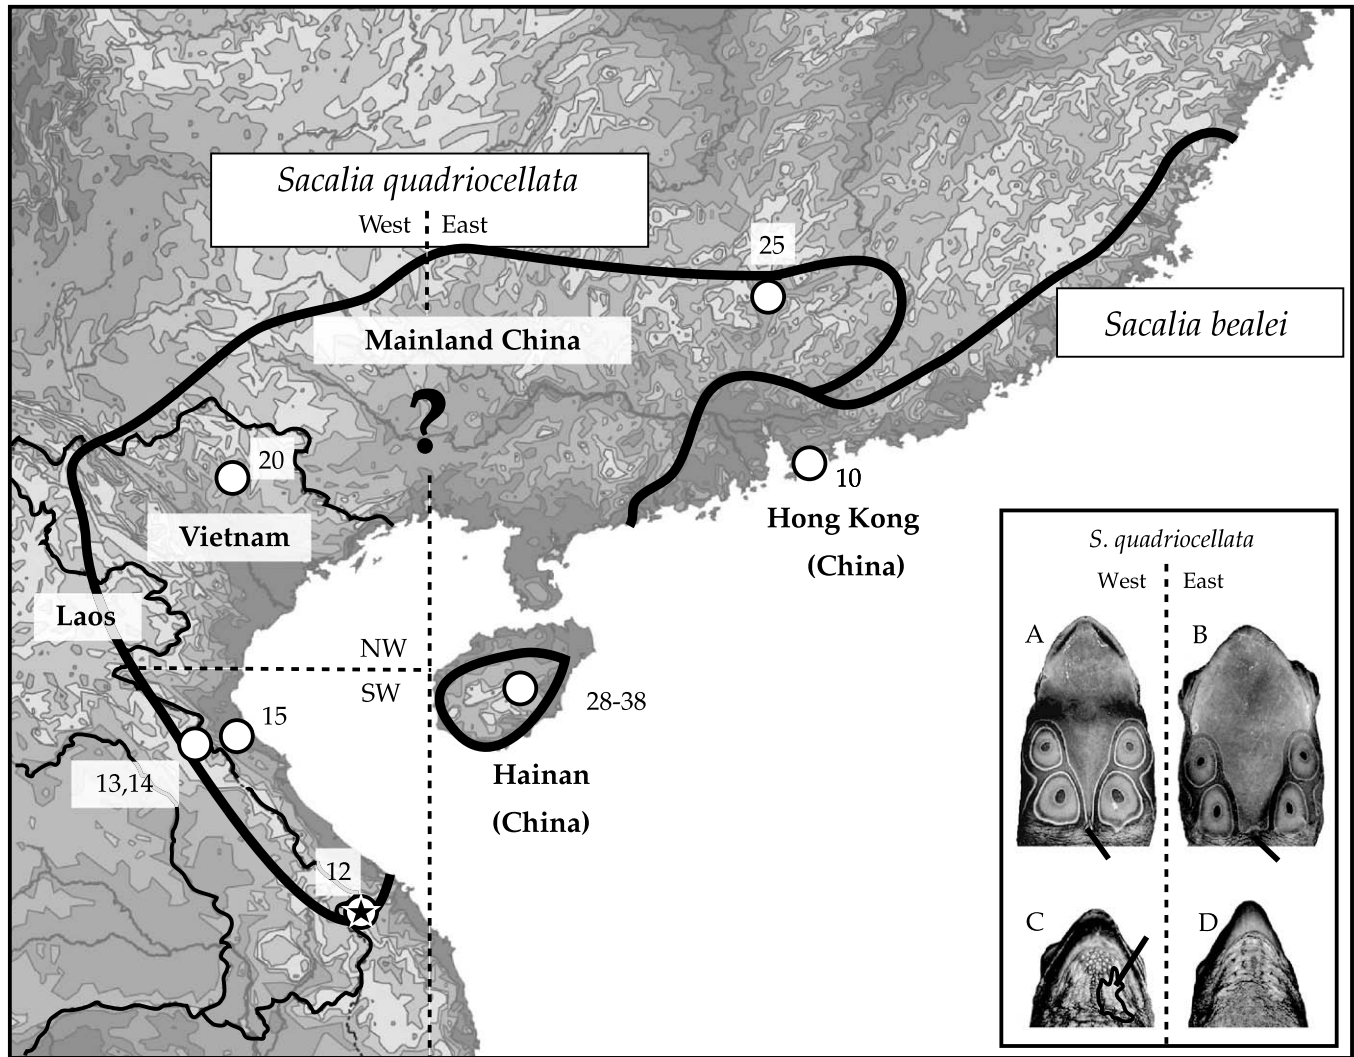 Sacalia quadriocellata
West East
25
Sacalia bealei
Mainland China
?
20
10
Vietnam
Hong Kong
(China)
Laos
NW
SW
28-38
15
13,14
Hainan
(China)
12
S. quadriocellata
West East
A B
C D